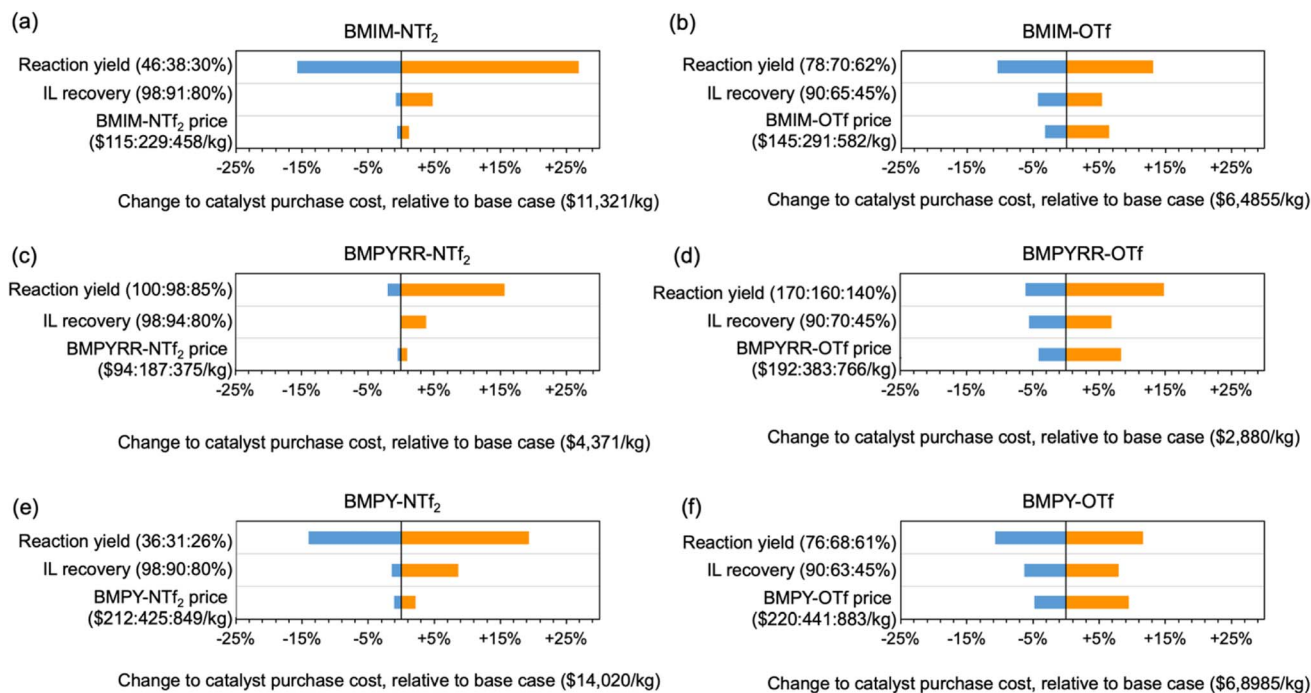 (a)
BMIM-NTf₂
Reaction yield (46:38:30%)
IL recovery (98:91:80%)
BMIM-NTf₂ price
($115:229:458/kg)
-25% -15% -5% +5% +15% +25%
Change to catalyst purchase cost, relative to base case ($11,321/kg)
(b)
BMIM-OTf
Reaction yield (78:70:62%)
IL recovery (90:65:45%)
BMIM-OTf price
($145:291:582/kg)
-25% -15% -5% +5% +15% +25%
Change to catalyst purchase cost, relative to base case ($6,4855/kg)
(c)
BMPYRR-NTf₂
Reaction yield (100:98:85%)
IL recovery (98:94:80%)
BMPYRR-NTf₂ price
($94:187:375/kg)
-25% -15% -5% +5% +15% +25%
Change to catalyst purchase cost, relative to base case ($4,371/kg)
(d)
BMPYRR-OTf
Reaction yield (170:160:140%)
IL recovery (90:70:45%)
BMPYRR-OTf price
($192:383:766/kg)
-25% -15% -5% +5% +15% +25%
Change to catalyst purchase cost, relative to base case ($2,880/kg)
(e)
BMPY-NTf₂
Reaction yield (36:31:26%)
IL recovery (98:90:80%)
BMPY-NTf₂ price
($212:425:849/kg)
-25% -15% -5% +5% +15% +25%
Change to catalyst purchase cost, relative to base case ($14,020/kg)
(f)
BMPY-OTf
Reaction yield (76:68:61%)
IL recovery (90:63:45%)
BMPY-OTf price
($220:441:883/kg)
-25% -15% -5% +5% +15% +25%
Change to catalyst purchase cost, relative to base case ($6,8985/kg)